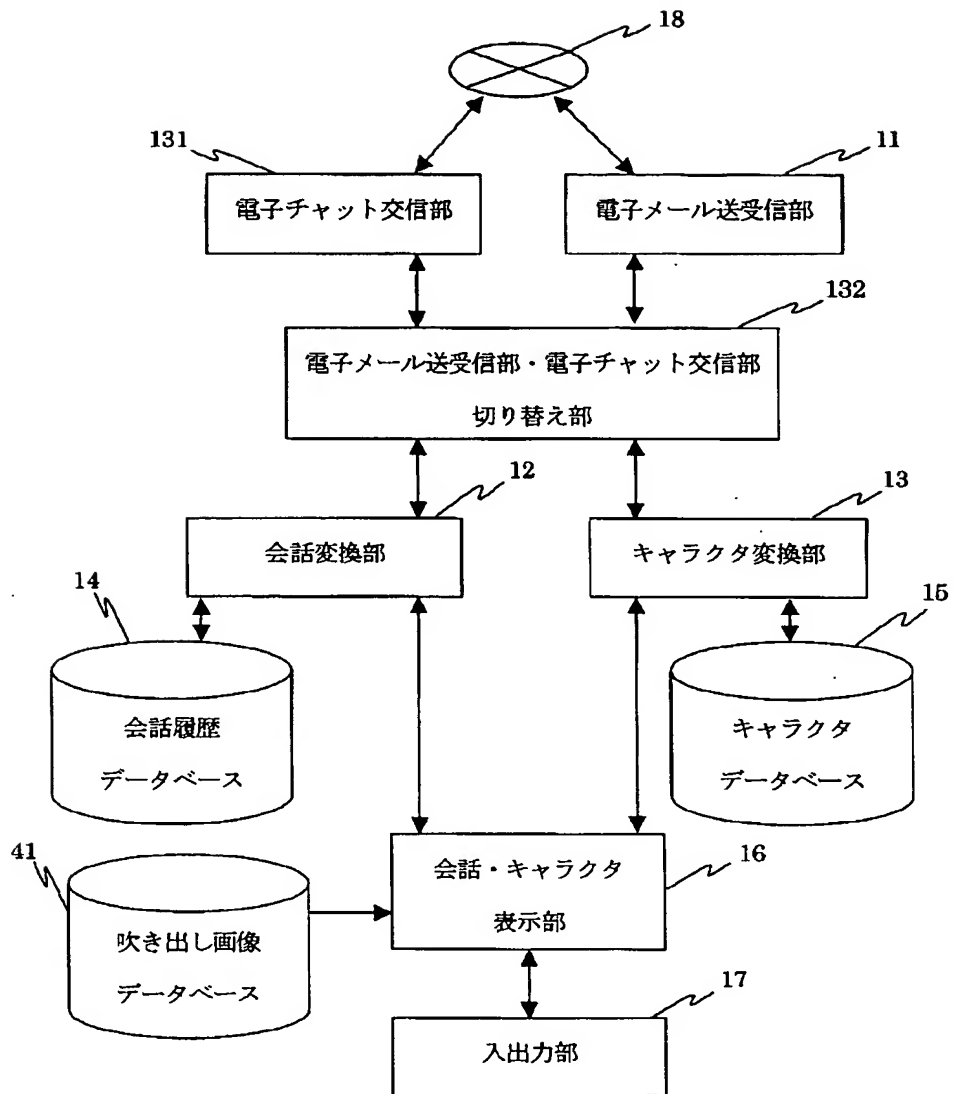 18
131
11
電子チャット交信部
電子メール送受信部
132
電子メール送受信部・電子チャット交信部
切り替え部
12
13
会話変換部
キャラクタ変換部
14
15
会話履歴
データベース
キャラクタ
データベース
41
16
会話・キャラクタ
表示部
吹き出し画像
データベース
17
入出力部